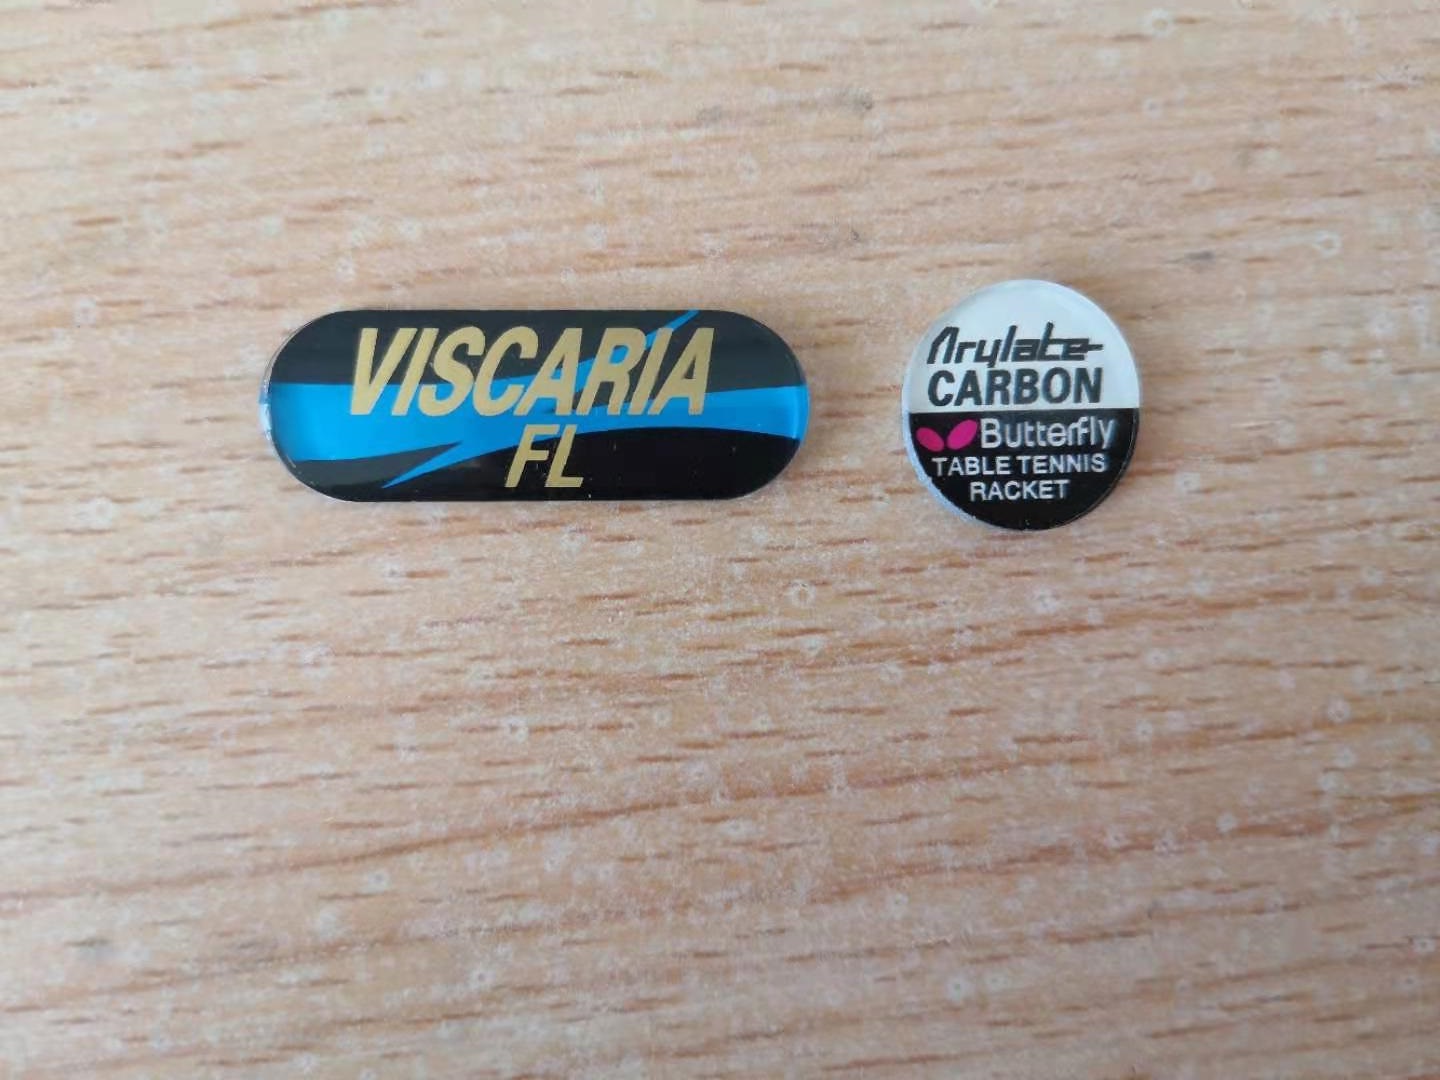 VISCARIA
FL
Arylate
CARBON
Butterfly
TABLE TENNIS
RACKET